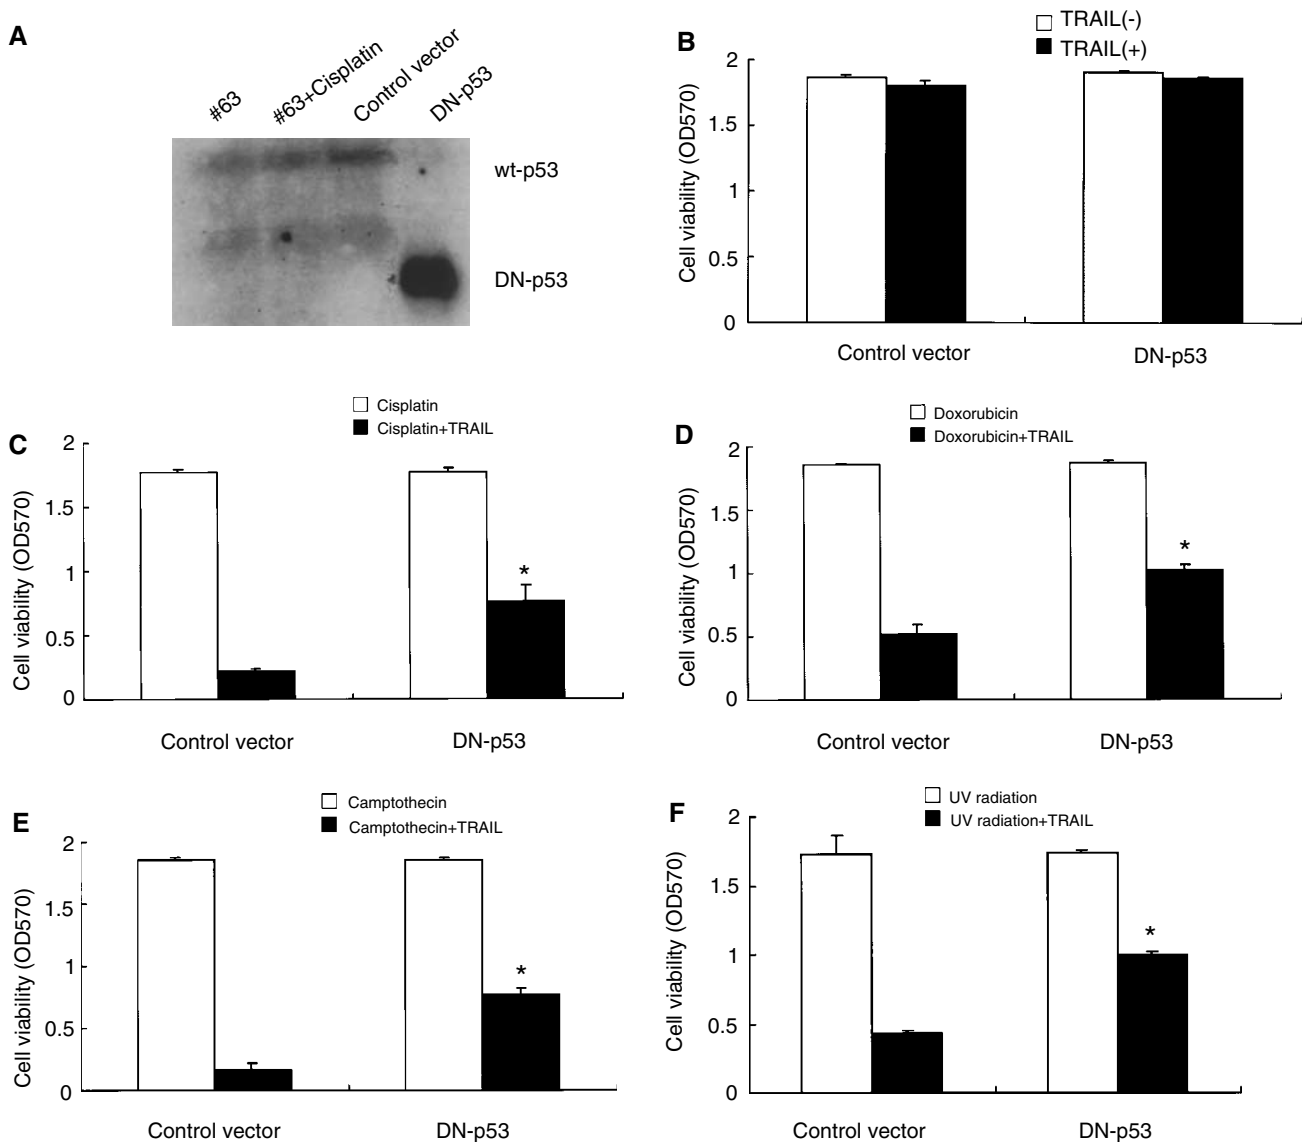 A
#63
#63+Cisplatin
Control vector
DN-p53
wt-p53
DN-p53
B
TRAIL(-)
TRAIL(+)
Cell viability (OD570)
2
1.5
1
0.5
0
Control vector
DN-p53
C
Cisplatin
Cisplatin+TRAIL
Cell viability (OD570)
2
1.5
1
0.5
0
*
Control vector
DN-p53
D
Doxorubicin
Doxorubicin+TRAIL
Cell viability (OD570)
2
1.5
1
0.5
0
*
Control vector
DN-p53
E
Camptothecin
Camptothecin+TRAIL
Cell viability (OD570)
2
1.5
1
0.5
0
*
Control vector
DN-p53
F
UV radiation
UV radiation+TRAIL
Cell viability (OD570)
2
1.5
1
0.5
0
*
Control vector
DN-p53